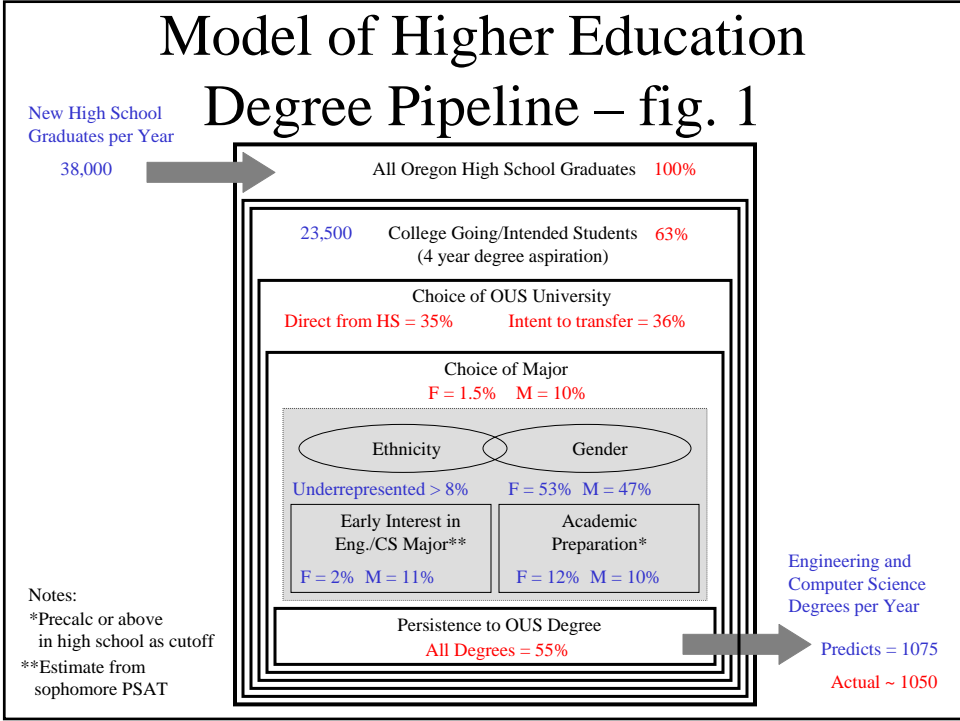 Model of Higher Education
Degree Pipeline – fig. 1
New High School
Graduates per Year
38,000
All Oregon High School Graduates 100%
23,500 College Going/Intended Students 63%
(4 year degree aspiration)
Choice of OUS University
Direct from HS = 35% Intent to transfer = 36%
Choice of Major
F = 1.5% M = 10%
Ethnicity Gender
Underrepresented > 8% F = 53% M = 47%
Early Interest in
Eng./CS Major**
F = 2% M = 11%
Academic
Preparation*
F = 12% M = 10%
Persistence to OUS Degree
All Degrees = 55%
Engineering and
Computer Science
Degrees per Year
Predicts = 1075
Actual ~ 1050
Notes:
*Precalc or above
in high school as cutoff
**Estimate from
sophomore PSAT